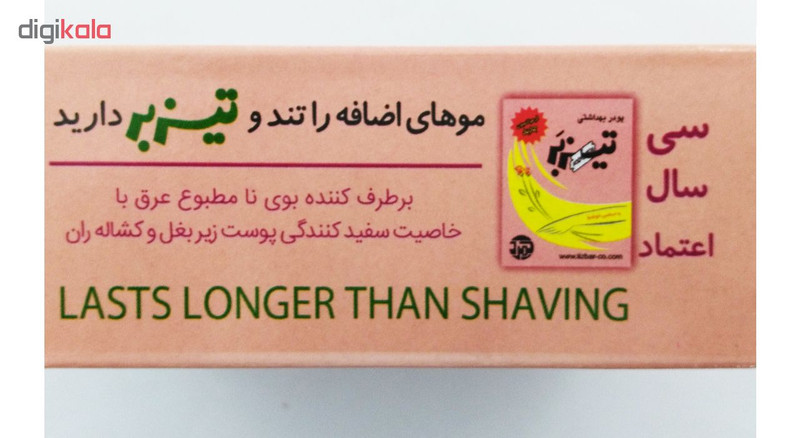 digikala
موهای اضافه را تند و تیزبر دارید
برطرف کننده بوی نا مطبوع عرق با
خاصیت سفید کنندگی پوست زیر بغل و کشاله ران
LASTS LONGER THAN SHAVING
سی
سال
اعتماد
پودر بهداشتی
تیزبر
www.tizbar-co.com